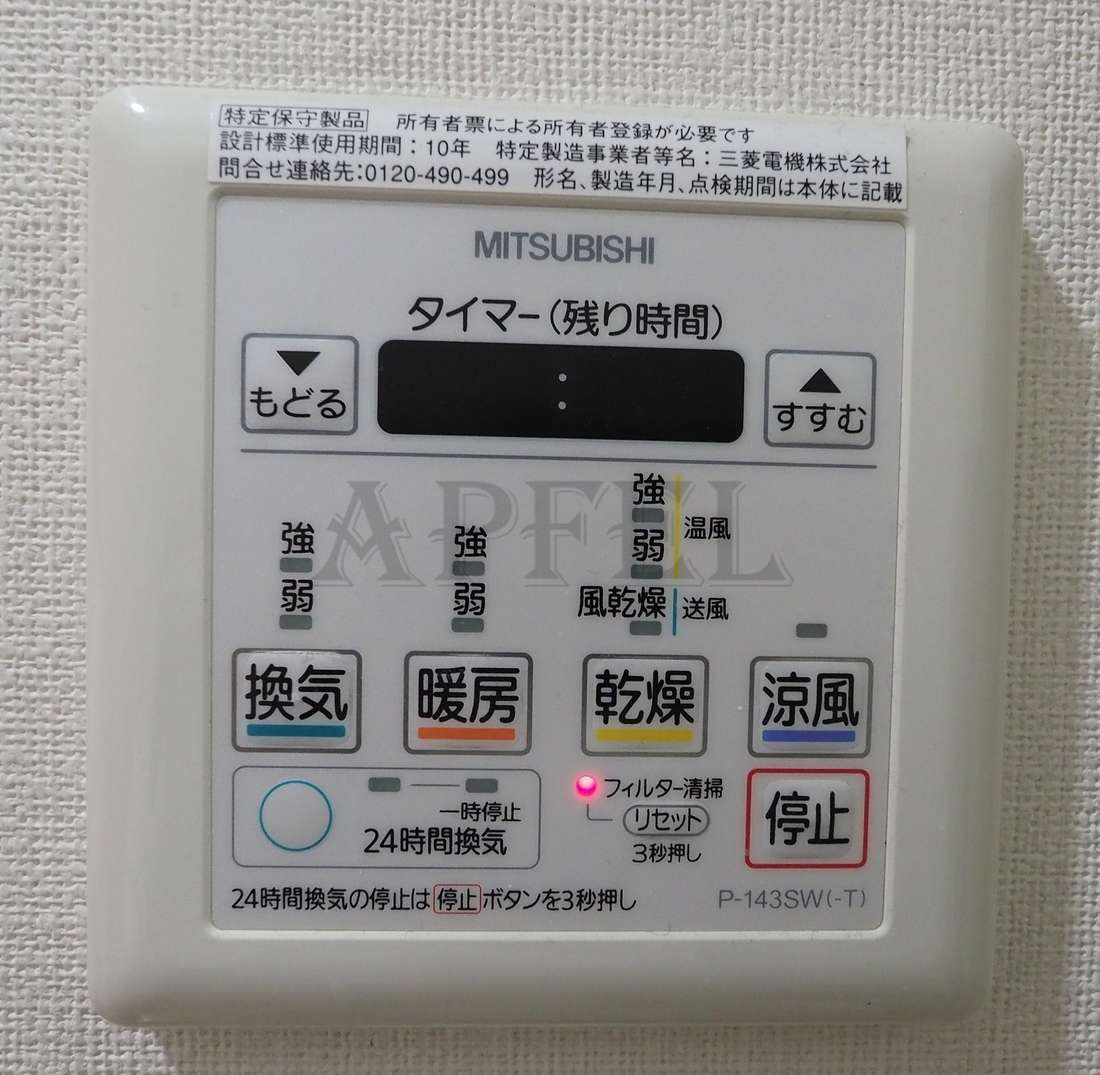 特定保守製品 所有者票による所有者登録が必要です
設計標準使用期間：10年 特定製造事業者等名：三菱電機株式会社
問合せ連絡先:0120-490-499 形名、製造年月、点検期間は本体に記載
MITSUBISHI
タイマー(残り時間)
▼ : ▲
もどる すすむ
APFEL
強 強 強 温風
弱 弱 弱
風乾燥 送風
換気 暖房 乾燥 涼風
一時停止
24時間換気
フィルター清掃
リセット
3秒押し
停止
24時間換気の停止は停止ボタンを3秒押し P-143SW(-T)